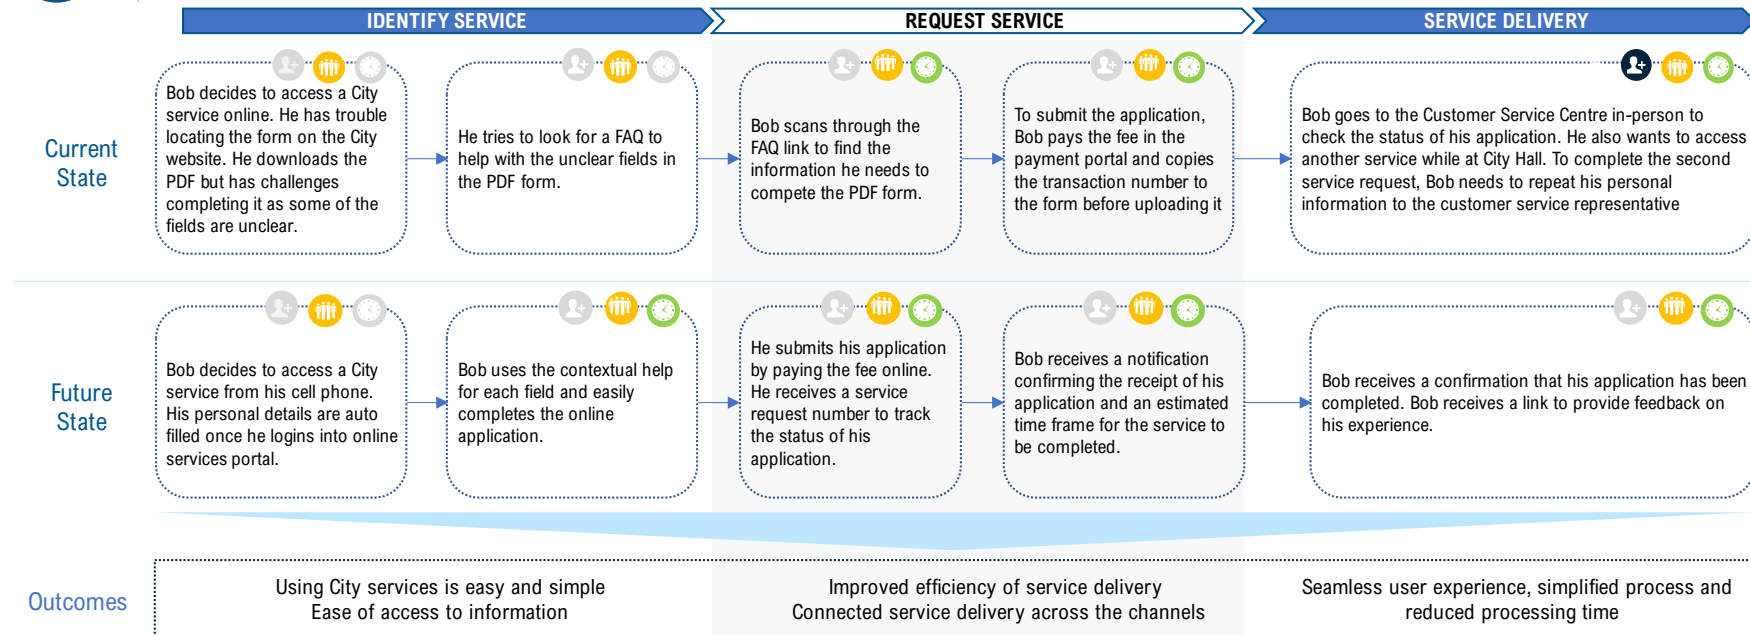 IDENTIFY SERVICE
REQUEST SERVICE
SERVICE DELIVERY
Current
State
Bob decides to access a City
service online. He has trouble
locating the form on the City
website. He downloads the
PDF but has challenges
completing it as some of the
fields are unclear.
He tries to look for a FAQ to
help with the unclear fields in
the PDF form.
Bob scans through the
FAQ link to find the
information he needs to
compete the PDF form.
To submit the application,
Bob pays the fee in the
payment portal and copies
the transaction number to
the form before uploading it
Bob goes to the Customer Service Centre in-person to
check the status of his application. He also wants to access
another service while at City Hall. To complete the second
service request, Bob needs to repeat his personal
information to the customer service representative
Future
State
Bob decides to access a City
service from his cell phone.
His personal details are auto
filled once he logins into online
services portal.
Bob uses the contextual help
for each field and easily
completes the online
application.
He submits his application
by paying the fee online.
He receives a service
request number to track
the status of his
application.
Bob receives a notification
confirming the receipt of his
application and an estimated
time frame for the service to
be completed.
Bob receives a confirmation that his application has been
completed. Bob receives a link to provide feedback on
his experience.
Outcomes
Using City services is easy and simple
Ease of access to information
Improved efficiency of service delivery
Connected service delivery across the channels
Seamless user experience, simplified process and
reduced processing time